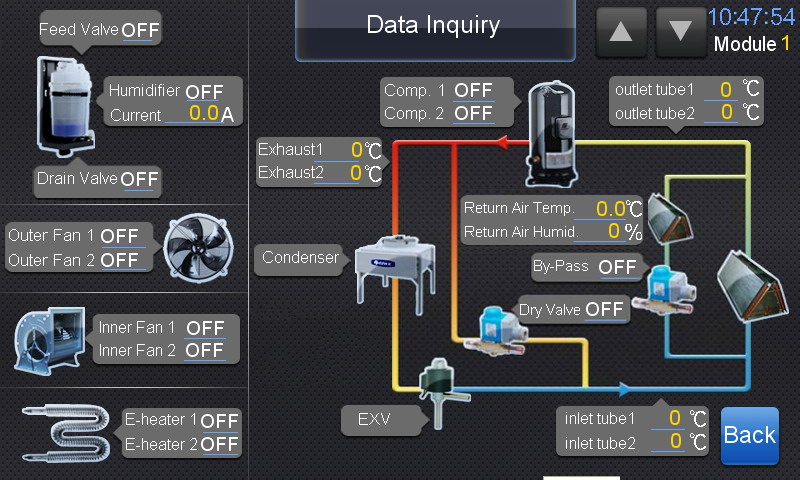 Data Inquiry
10:47:54
Module 1
Feed Valve OFF
Humidifier OFF
Current 0.0 A
Drain Valve OFF
Outer Fan 1 OFF
Outer Fan 2 OFF
Inner Fan 1 OFF
Inner Fan 2 OFF
E-heater 1 OFF
E-heater 2 OFF
Comp. 1 OFF
Comp. 2 OFF
outlet tube1 0 ℃
outlet tube2 0 ℃
Exhaust1 0 ℃
Exhaust2 0 ℃
Return Air Temp. 0.0 ℃
Return Air Humid. 0 %
Condenser
By-Pass OFF
Dry Valve OFF
EXV
inlet tube1 0 ℃
inlet tube2 0 ℃
Back